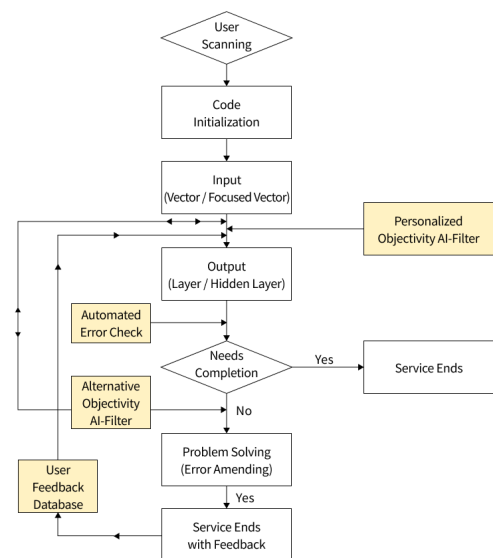 User
Scanning
Code
Initialization
Input
(Vector / Focused Vector)
Personalized
Objectivity AI-Filter
Output
(Layer / Hidden Layer)
Automated
Error Check
Needs
Completion
Yes
Service Ends
Alternative
Objectivity
AI-Filter
No
Problem Solving
(Error Amending)
User
Feedback
Database
Yes
Service Ends
with Feedback